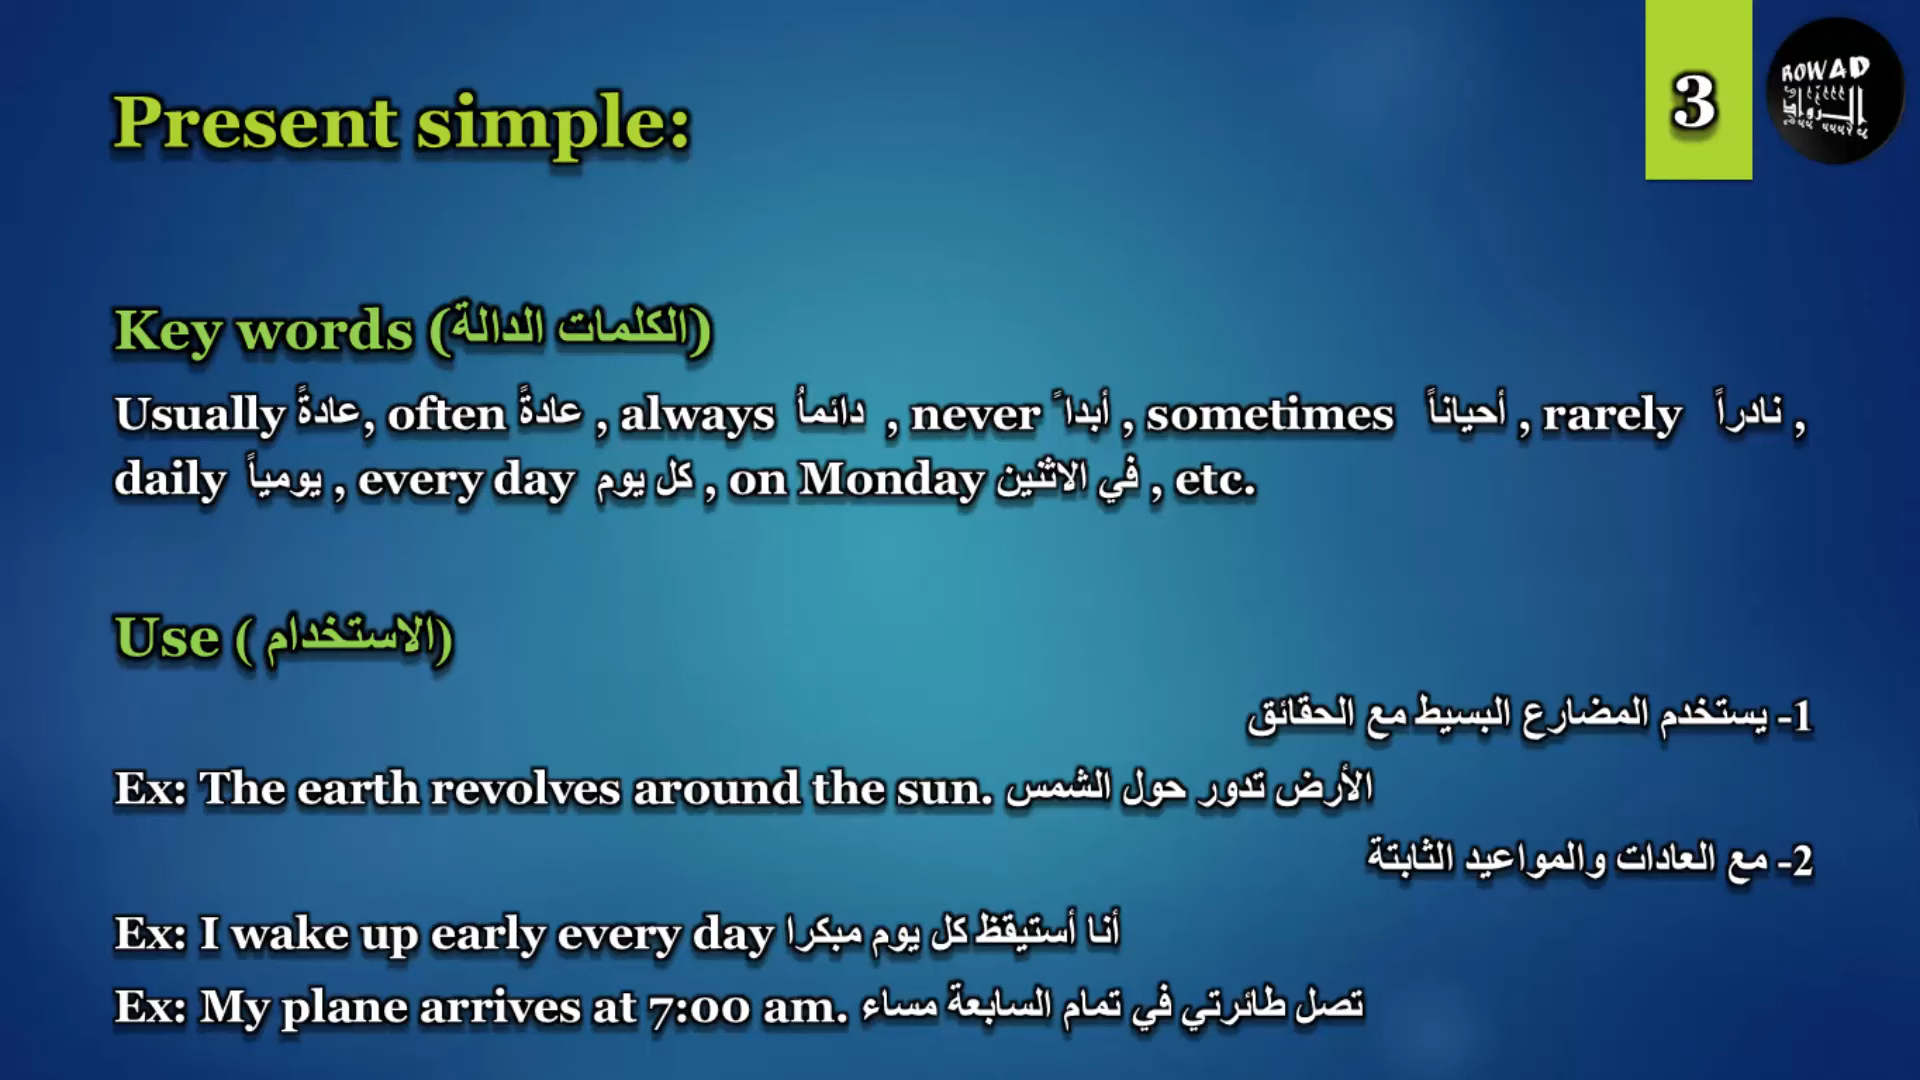 Present simple:
3
ROWAD
الرواد
Key words (الكلمات الدالة)
Usually عادةً, often عادةً , always دائماً , never أبدا ً , sometimes أحياناً , rarely نادراً ,
daily يومياً , every day كل يوم , on Monday في الاثنين , etc.
Use ( الاستخدام)
1- يستخدم المضارع البسيط مع الحقائق
Ex: The earth revolves around the sun. الأرض تدور حول الشمس
2- مع العادات والمواعيد الثابتة
Ex: I wake up early every day أنا أستيقظ كل يوم مبكرا
Ex: My plane arrives at 7:00 am. تصل طائرتي في تمام السابعة مساء